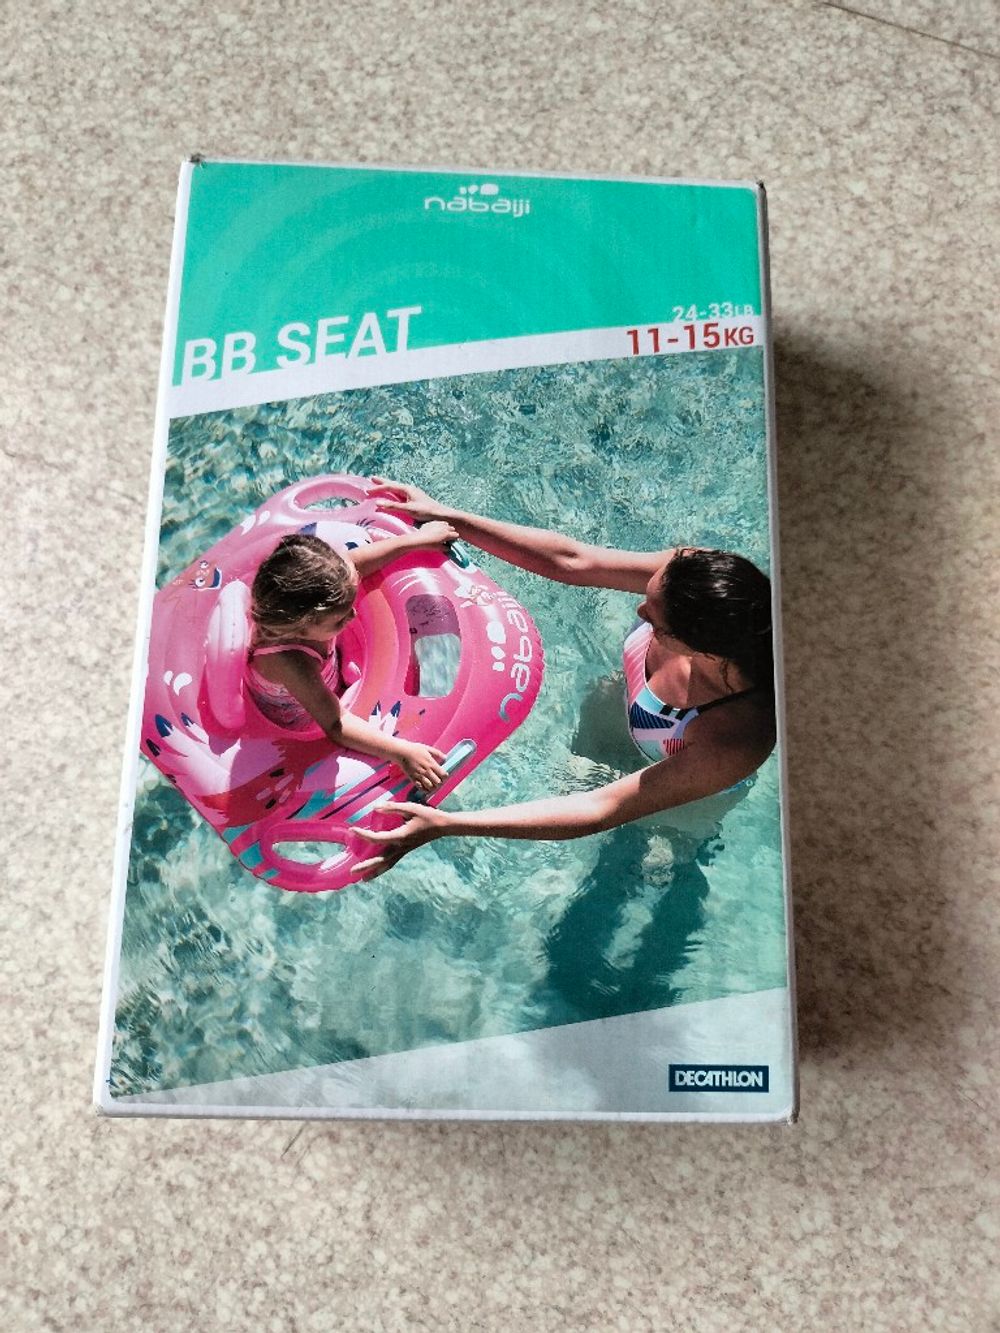 nabaiji
BB SEAT
24-33LB
11-15KG
nabaiji
DECATHLON